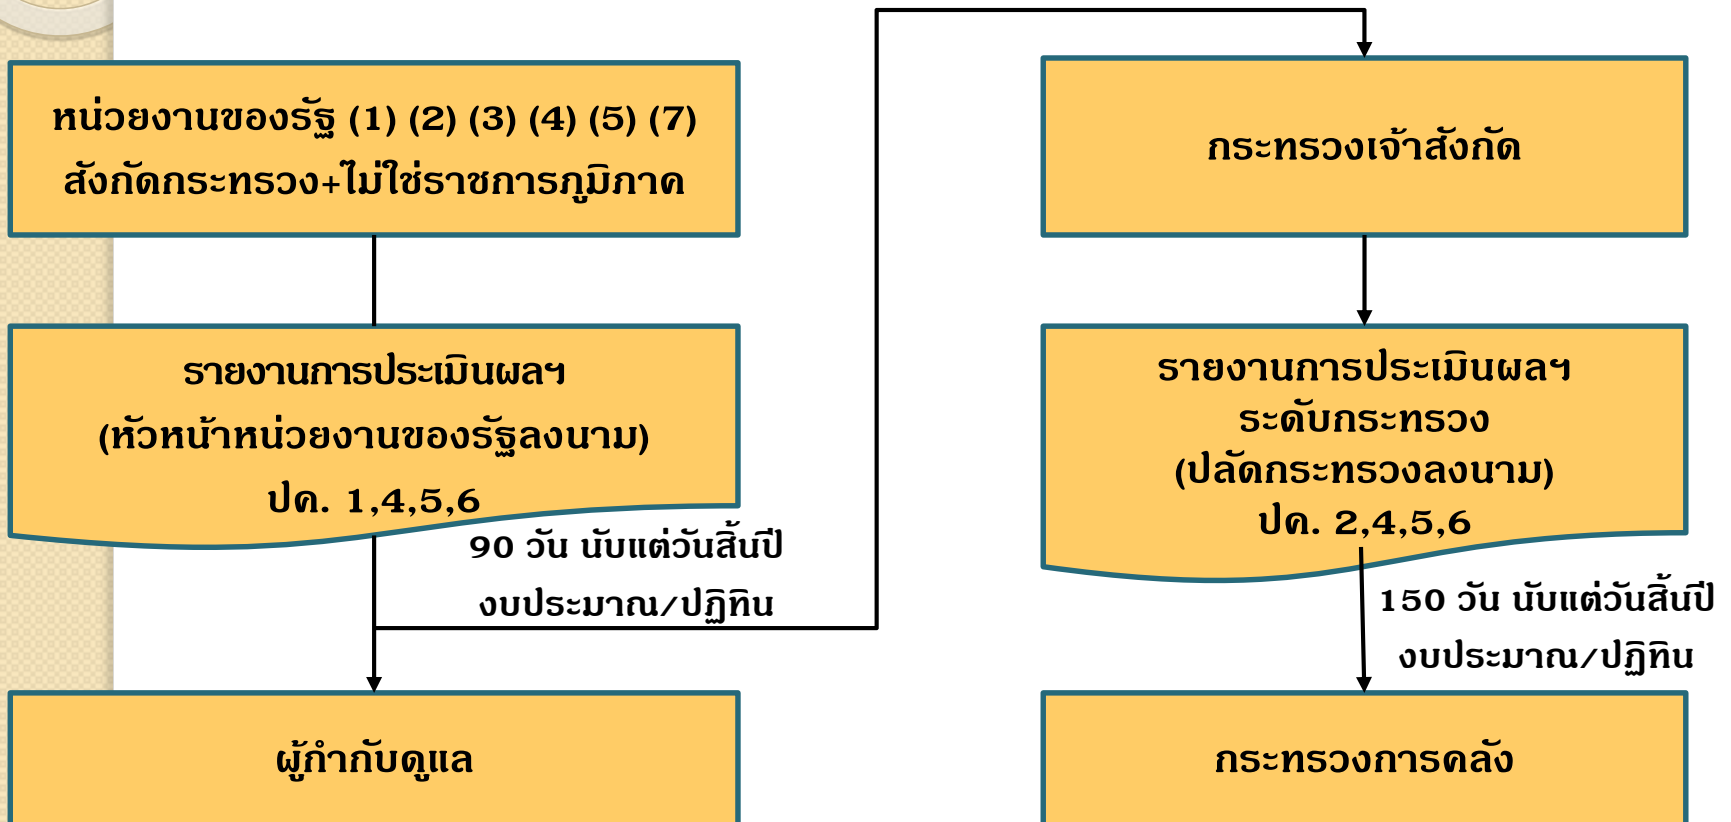 หน่วยงานของรัฐ (1) (2) (3) (4) (5) (7)
สังกัดกระทรวง+ไม่ใช่ราชการภูมิภาค
รายงานการประเมินผลฯ
(หัวหน้าหน่วยงานของรัฐลงนาม)
ปค. 1,4,5,6
90 วัน นับแต่วันสิ้นปี
งบประมาณ/ปฏิทิน
ผู้กำกับดูแล
กระทรวงเจ้าสังกัด
รายงานการประเมินผลฯ
ระดับกระทรวง
(ปลัดกระทรวงลงนาม)
ปค. 2,4,5,6
150 วัน นับแต่วันสิ้นปี
งบประมาณ/ปฏิทิน
กระทรวงการคลัง